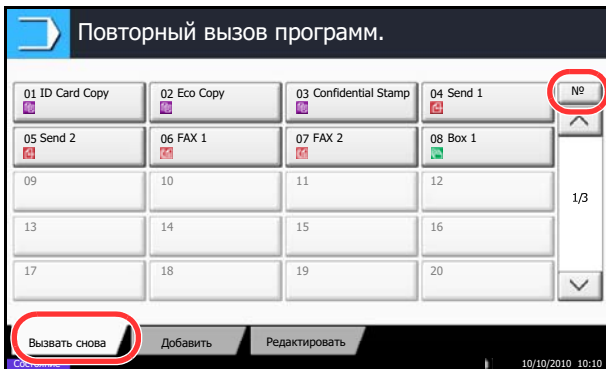 Повторный вызов программ.
01 ID Card Copy
02 Eco Copy
03 Confidential Stamp
04 Send 1
№
05 Send 2
06 FAX 1
07 FAX 2
08 Box 1
09
10
11
12
1/3
13
14
15
16
17
18
19
20
Вызвать снова
Добавить
Редактировать
Состояние
10/10/2010 10:10